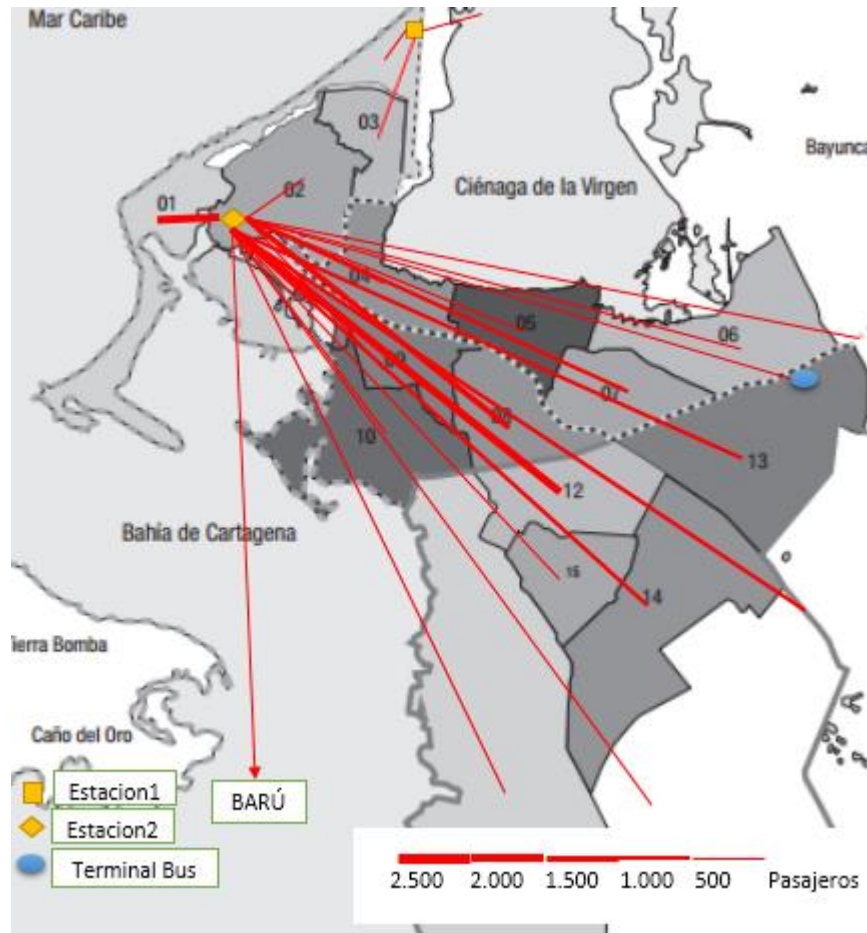 Mar Caribe
03
Bayunca
Ciénaga de la Virgen
02
01
04
05
06
09
07
08
10
13
12
Bahía de Cartagena
15
14
ierra Bomba
Caño del Oro
Estacion1
BARÚ
Estacion2
Terminal Bus
2.500 2.000 1.500 1.000 500 Pasajeros